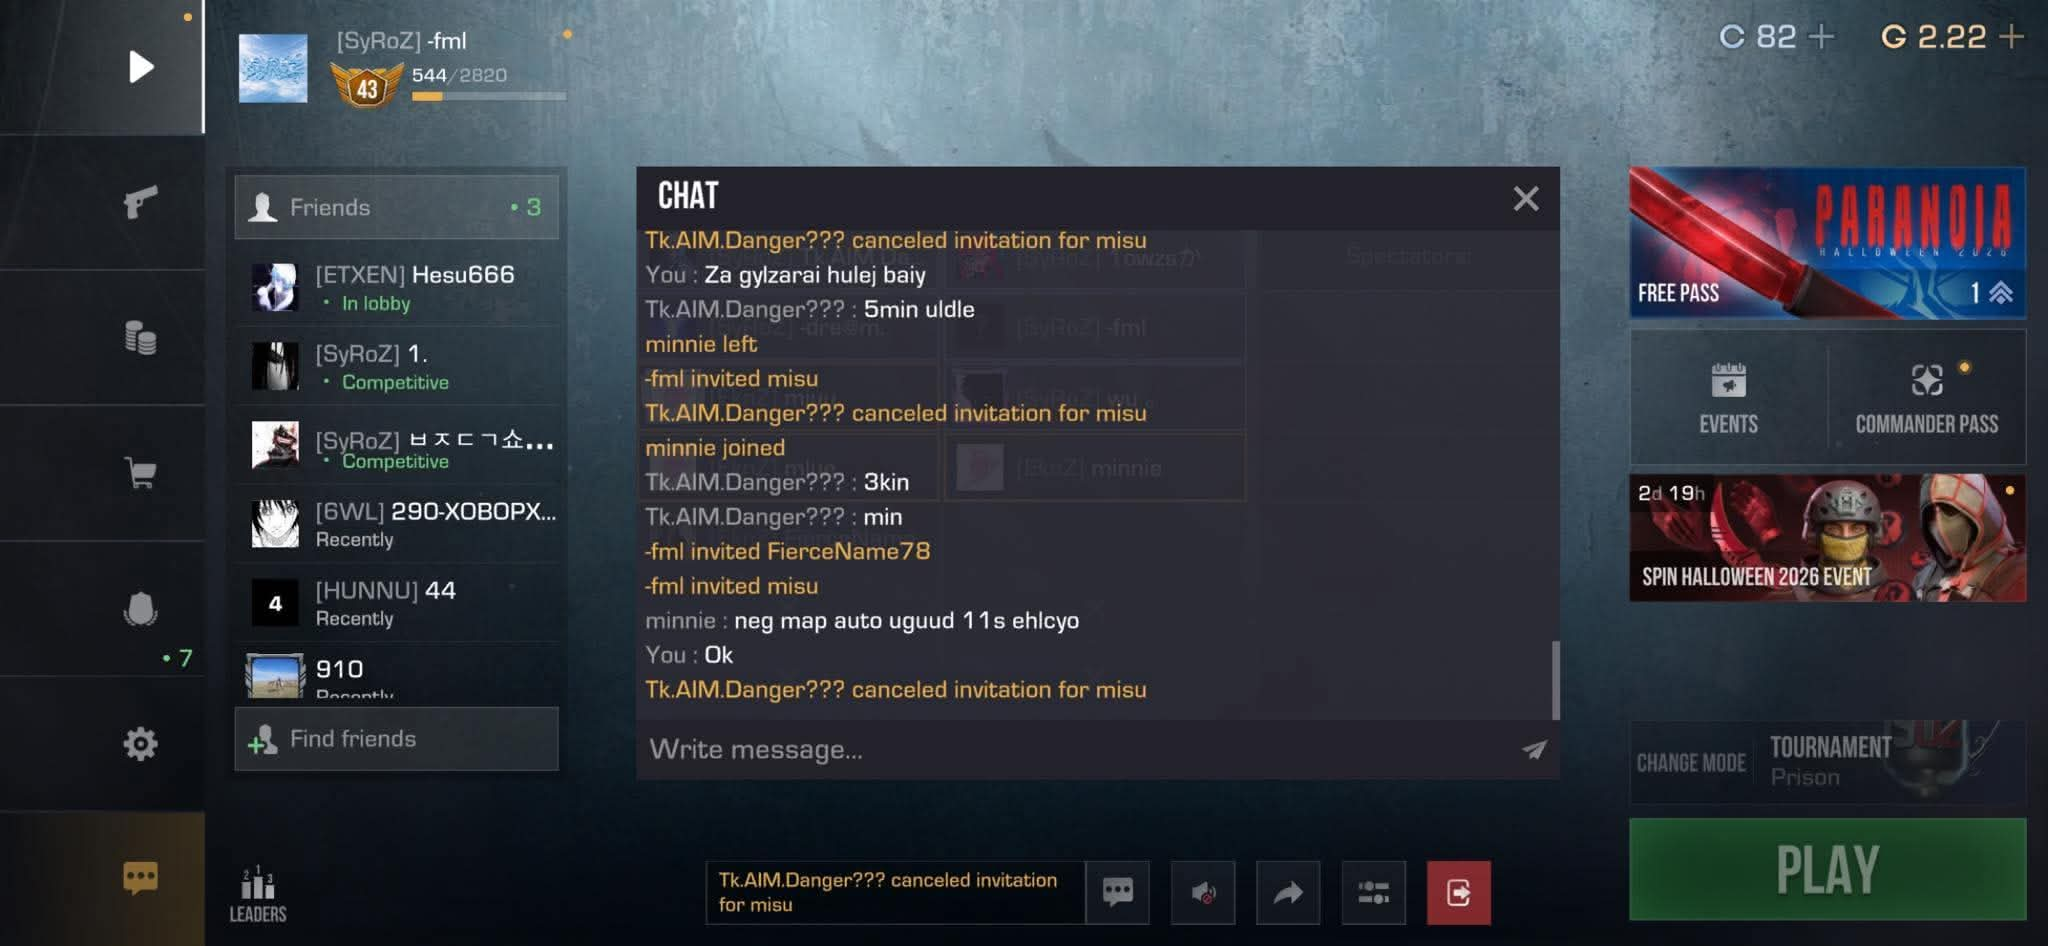 [SyRoZ] -fml
43
544/2820
C 82 +
G 2.22 +
Friends
• 3
[ETXEN] Hesu666
• In lobby
[SyRoZ] 1.
• Competitive
[SyRoZ] ㅂㅈㄷㄱ쇼...
• Competitive
[6WL] 290-XOBOPX...
Recently
4
[HUNNU] 44
Recently
910
Recently
Find friends
• 7
LEADERS
CHAT
Tk.AIM.Danger??? canceled invitation for misu
You : Za gylzarai hulej baiy
Tk.AIM.Danger??? : 5min uldle
minnie left
-fml invited misu
Tk.AIM.Danger??? canceled invitation for misu
minnie joined
Tk.AIM.Danger??? : 3kin
Tk.AIM.Danger??? : min
-fml invited FierceName78
-fml invited misu
minnie : neg map auto uguud 11s ehlcyo
You : Ok
Tk.AIM.Danger??? canceled invitation for misu
Spectators:
[SyRoZ] -fml
minnie
Write message...
Tk.AIM.Danger??? canceled invitation
for misu
PARANOIA
HALLOWEEN 2026
FREE PASS
1
EVENTS
COMMANDER PASS
2d 19h
SPIN HALLOWEEN 2026 EVENT
CHANGE MODE
TOURNAMENT
Prison
PLAY